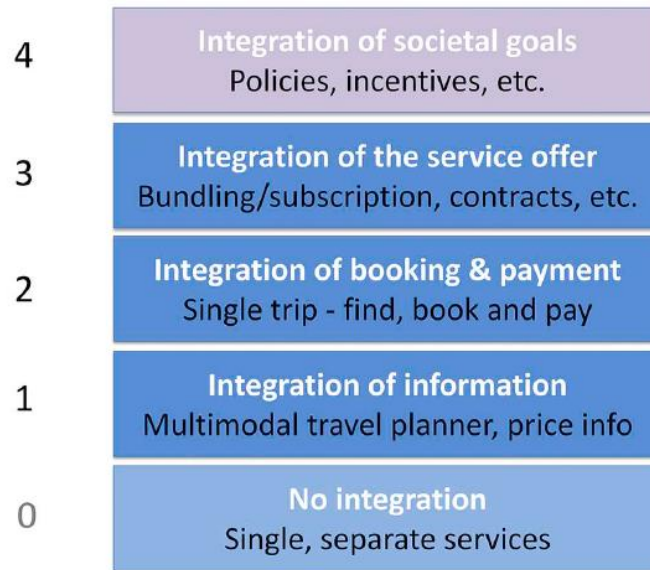 4
Integration of societal goals
Policies, incentives, etc.
3
Integration of the service offer
Bundling/subscription, contracts, etc.
2
Integration of booking & payment
Single trip - find, book and pay
1
Integration of information
Multimodal travel planner, price info
0
No integration
Single, separate services